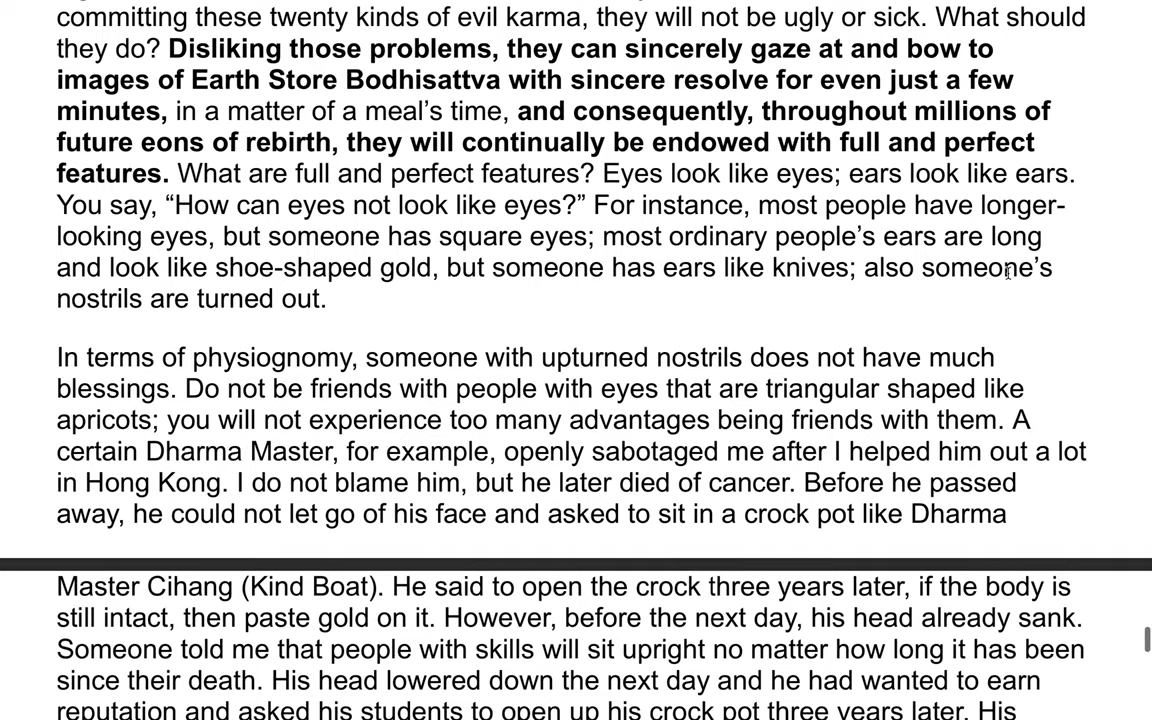 committing these twenty kinds of evil karma, they will not be ugly or sick. What should
they do? Disliking those problems, they can sincerely gaze at and bow to
images of Earth Store Bodhisattva with sincere resolve for even just a few
minutes, in a matter of a meal's time, and consequently, throughout millions of
future eons of rebirth, they will continually be endowed with full and perfect
features. What are full and perfect features? Eyes look like eyes; ears look like ears.
You say, “How can eyes not look like eyes?” For instance, most people have longer-
looking eyes, but someone has square eyes; most ordinary people's ears are long
and look like shoe-shaped gold, but someone has ears like knives; also someone's
nostrils are turned out.
In terms of physiognomy, someone with upturned nostrils does not have much
blessings. Do not be friends with people with eyes that are triangular shaped like
apricots; you will not experience too many advantages being friends with them. A
certain Dharma Master, for example, openly sabotaged me after I helped him out a lot
in Hong Kong. I do not blame him, but he later died of cancer. Before he passed
away, he could not let go of his face and asked to sit in a crock pot like Dharma
Master Cihang (Kind Boat). He said to open the crock three years later, if the body is
still intact, then paste gold on it. However, before the next day, his head already sank.
Someone told me that people with skills will sit upright no matter how long it has been
since their death. His head lowered down the next day and he had wanted to earn
reputation and asked his students to open up his crock pot three years later. His